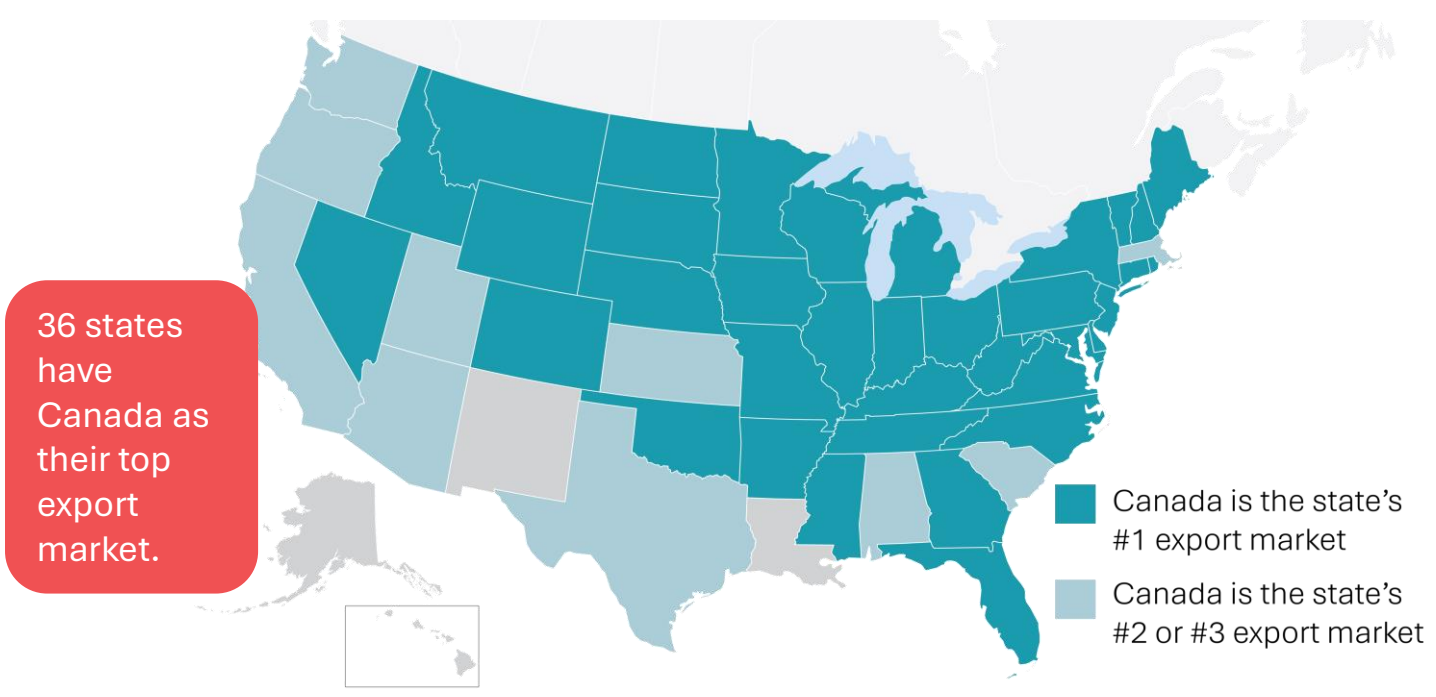 36 states
have
Canada as
their top
export
market.
Canada is the state’s
#1 export market
Canada is the state’s
#2 or #3 export market